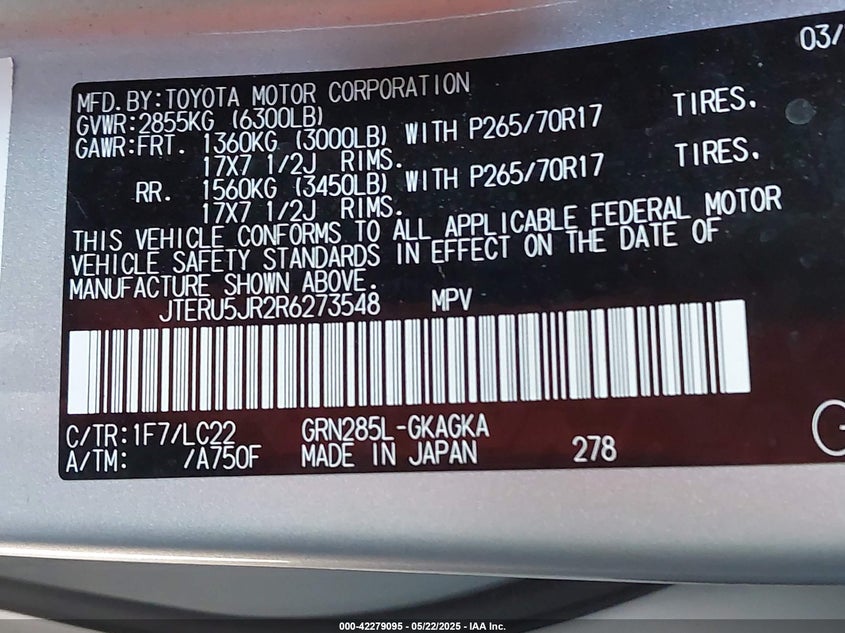 03/
MFD. BY: TOYOTA MOTOR CORPORATION
GVWR: 2855KG (6300LB)
GAWR: FRT. 1360KG (3000LB) WITH P265/70R17 TIRES.
17X7 1/2J RIMS.
RR. 1560KG (3450LB) WITH P265/70R17 TIRES.
17X7 1/2J RIMS.
THIS VEHICLE CONFORMS TO ALL APPLICABLE FEDERAL MOTOR
VEHICLE SAFETY STANDARDS IN EFFECT ON THE DATE OF
MANUFACTURE SHOWN ABOVE.
JTERU5JR2R6273548 MPV
C/TR: 1F7/LC22 GRN285L-GKAGKA
A/TM: /A750F MADE IN JAPAN 278
G
000-42279095 - 05/22/2025 - IAA Inc.